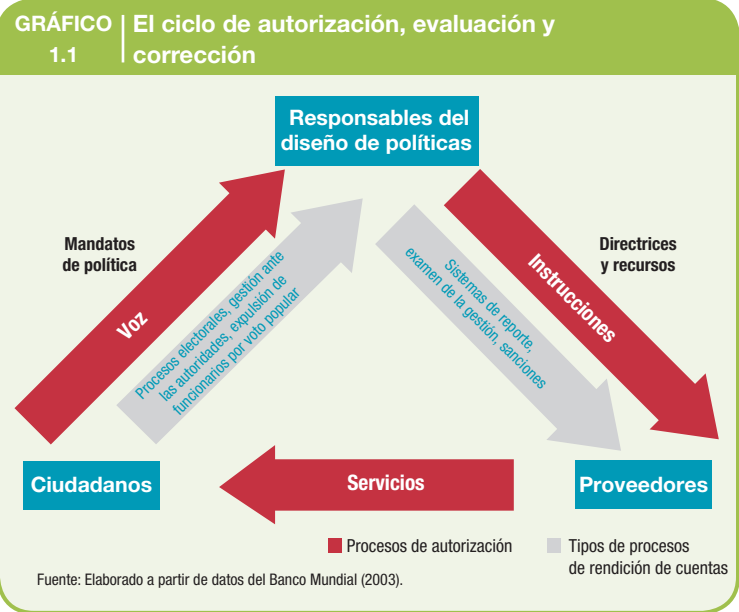 GRÁFICO 1.1
El ciclo de autorización, evaluación y
corrección
Responsables del
diseño de políticas
Mandatos
de política
Voz
Procesos electorales, gestión ante
las autoridades, expulsión de
funcionarios por voto popular
Sistemas de reporte,
examen de la gestión, sanciones
Instrucciones
Directrices
y recursos
Ciudadanos
Servicios
Proveedores
Procesos de autorización
Tipos de procesos
de rendición de cuentas
Fuente: Elaborado a partir de datos del Banco Mundial (2003).